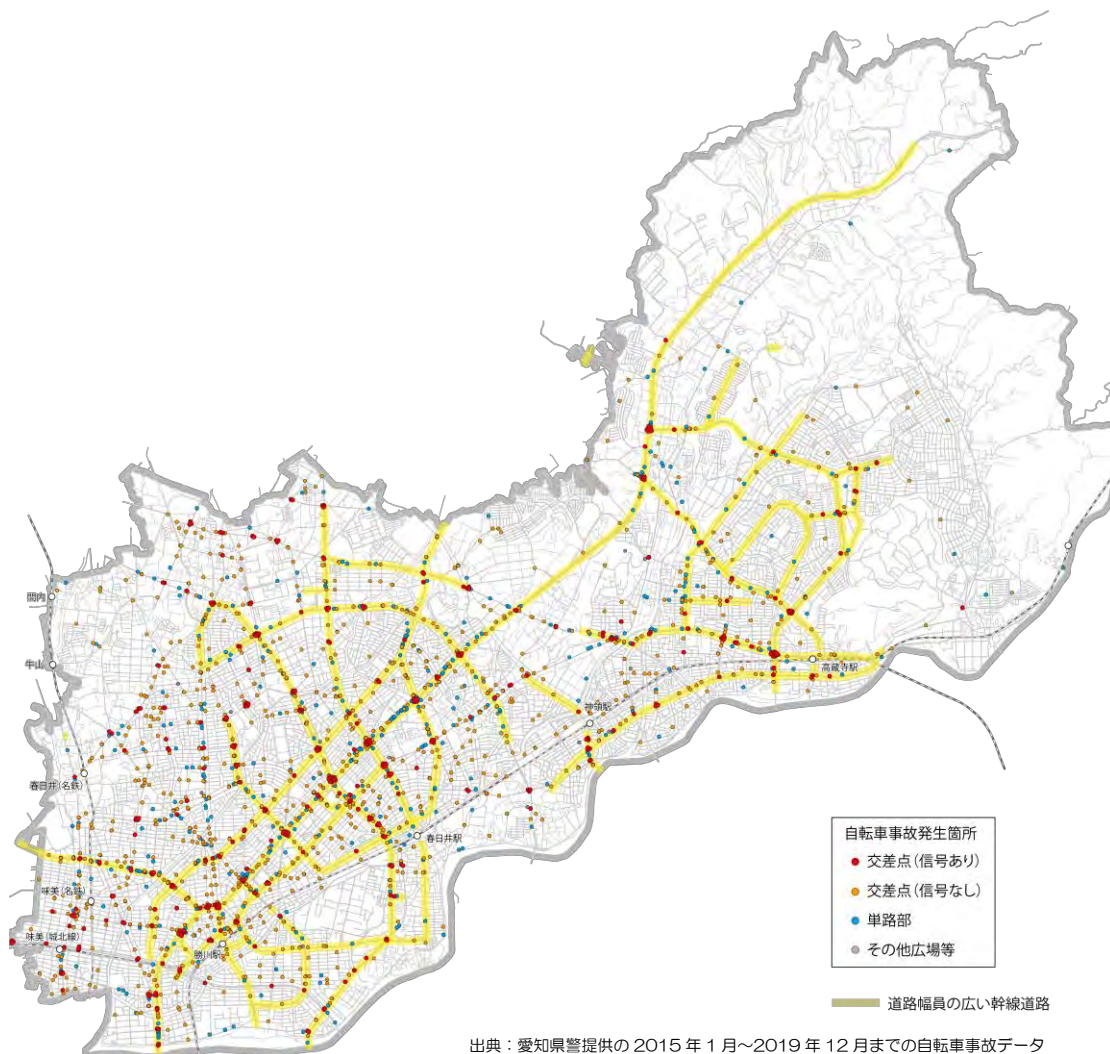 間内
牛山
高蔵寺駅
神領駅
春日井(名鉄)
春日井駅
味美(名鉄)
味美(城北線)
勝川駅
自転車事故発生箇所
交差点(信号あり)
交差点(信号なし)
単路部
その他広場等
道路幅員の広い幹線道路
出典：愛知県警提供の 2015 年 1 月～2019 年 12 月までの自転車事故データ